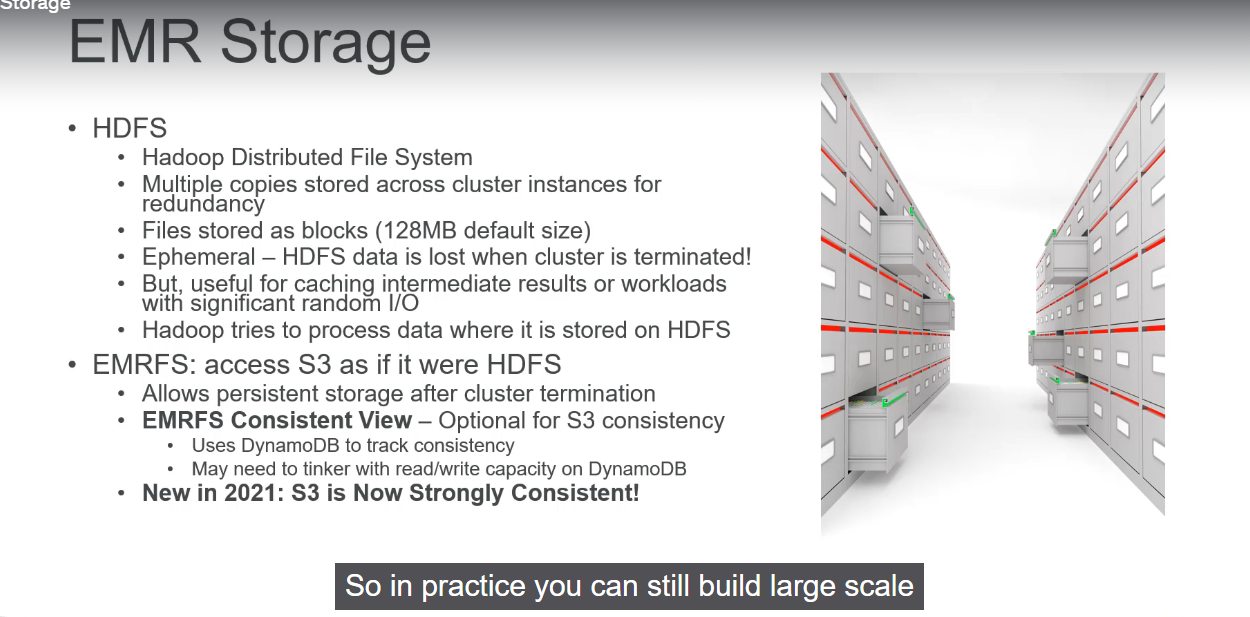 Storage
EMR Storage
• HDFS
• Hadoop Distributed File System
• Multiple copies stored across cluster instances for
redundancy
• Files stored as blocks (128MB default size)
• Ephemeral – HDFS data is lost when cluster is terminated!
• But, useful for caching intermediate results or workloads
with significant random I/O
• Hadoop tries to process data where it is stored on HDFS
• EMRFS: access S3 as if it were HDFS
• Allows persistent storage after cluster termination
• EMRFS Consistent View – Optional for S3 consistency
• Uses DynamoDB to track consistency
• May need to tinker with read/write capacity on DynamoDB
• New in 2021: S3 is Now Strongly Consistent!
So in practice you can still build large scale